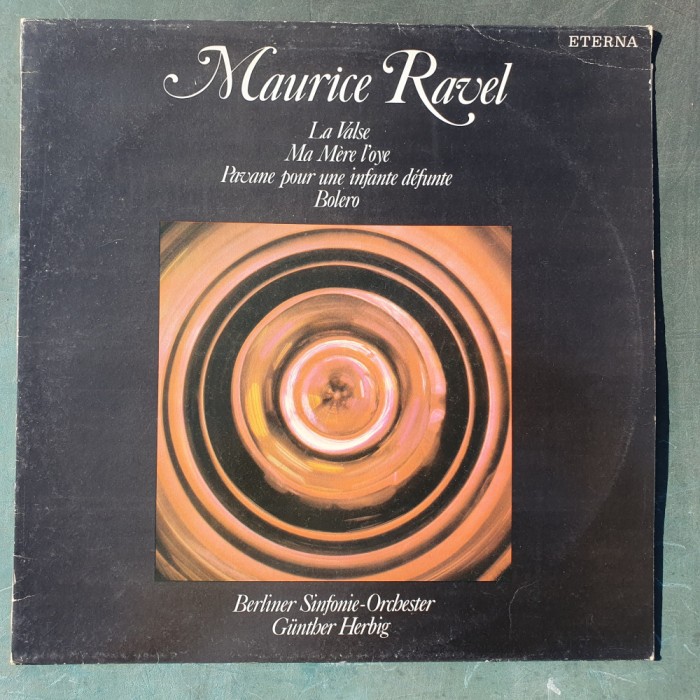 ETERNA
Maurice Ravel
La Valse
Ma Mère l'oye
Pavane pour une infante défunte
Bolero
Berliner Sinfonie-Orchester
Günther Herbig